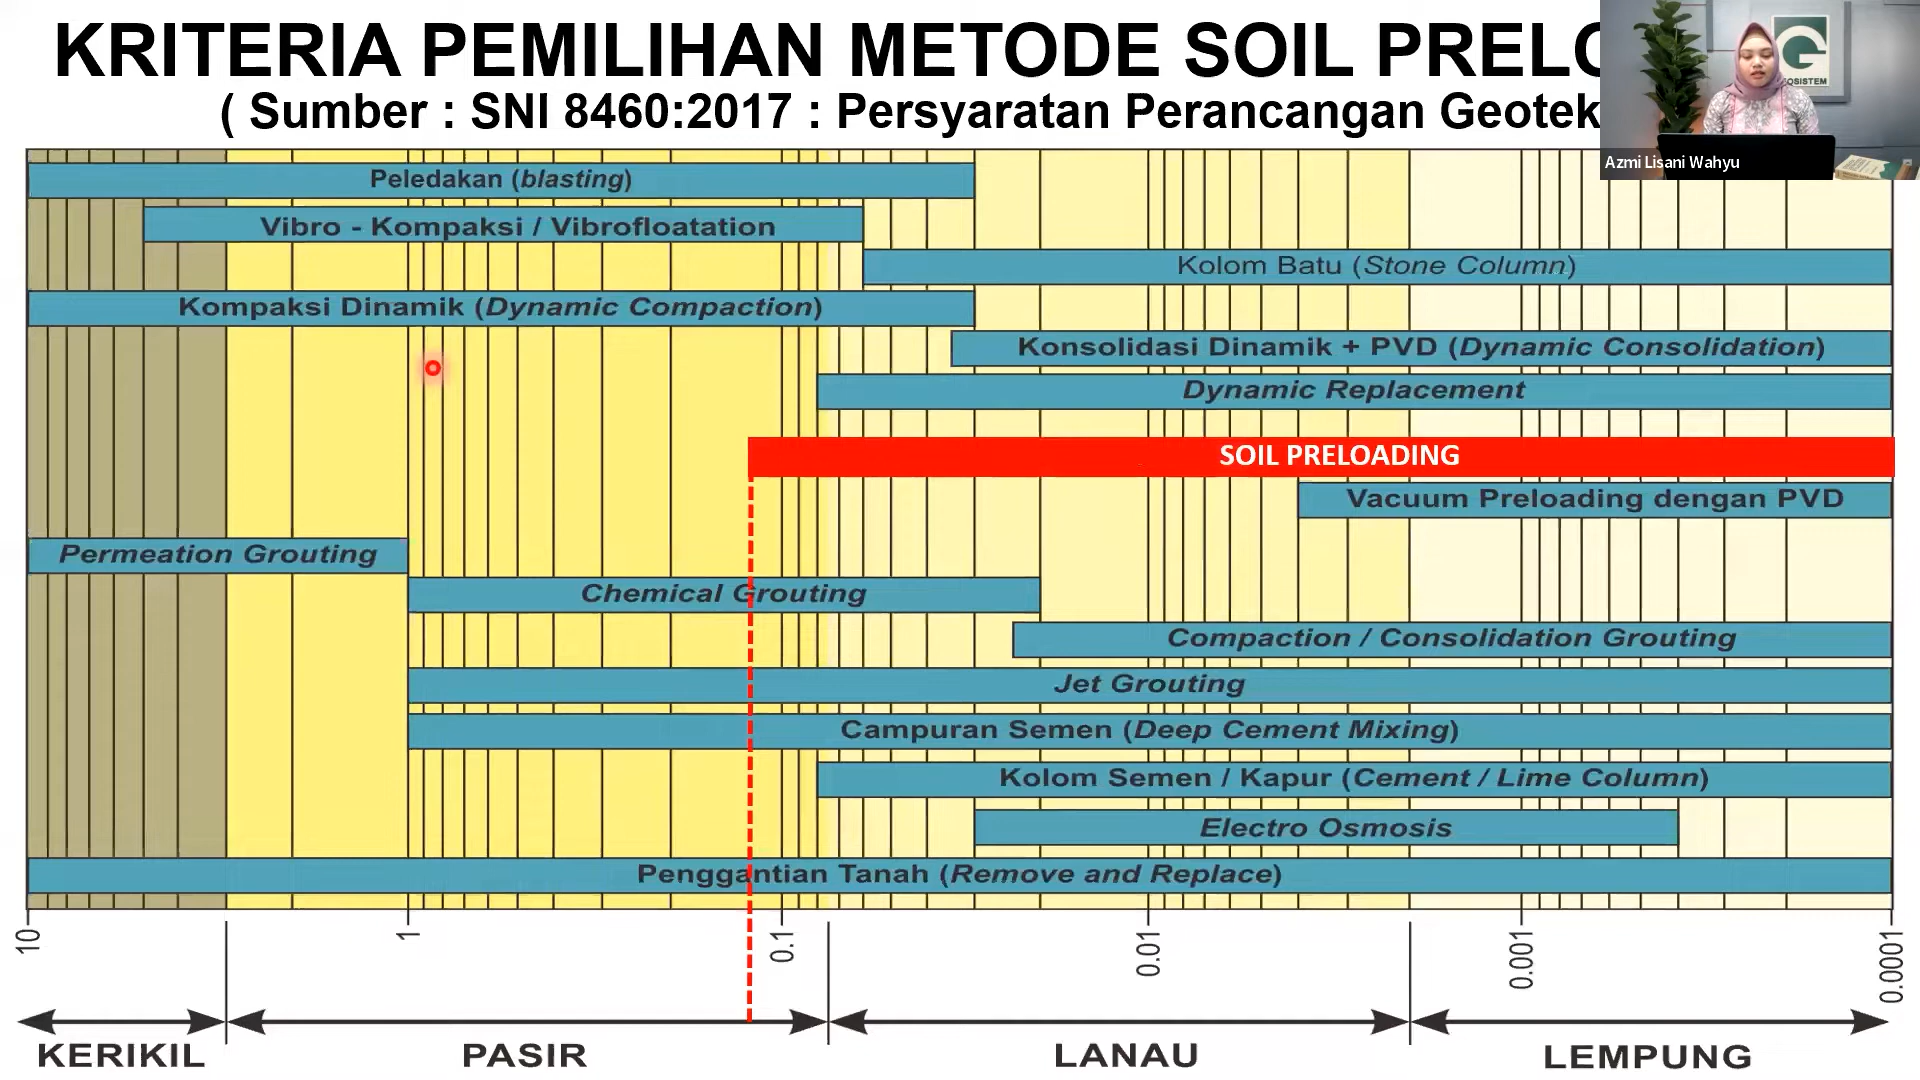 KRITERIA PEMILIHAN METODE SOIL
( Sumber : SNI 8460:2017 : Persyaratan Perancangan
OSISTEM
Azmi Lisani Wahyu
Peledakan (blasting)
Vibro - Kompaksi / Vibrofloatation
Kolom Batu (Stone Column)
Kompaksi Dinamik (Dynamic Compaction)
Konsolidasi Dinamik + PVD (Dynamic Consolidation)
Dynamic Replacement
SOIL PRELOADING
Vacuum Preloading dengan PVD
Permeation Grouting
Chemical Grouting
Compaction / Consolidation Grouting
Jet Grouting
Campuran Semen (Deep Cement Mixing)
Kolom Semen / Kapur (Cement / Lime Column)
Electro Osmosis
Penggantian Tanah (Remove and Replace)
10 1 0.1 0.01 0.001 0.0001
KERIKIL PASIR LANAU LEMPUNG